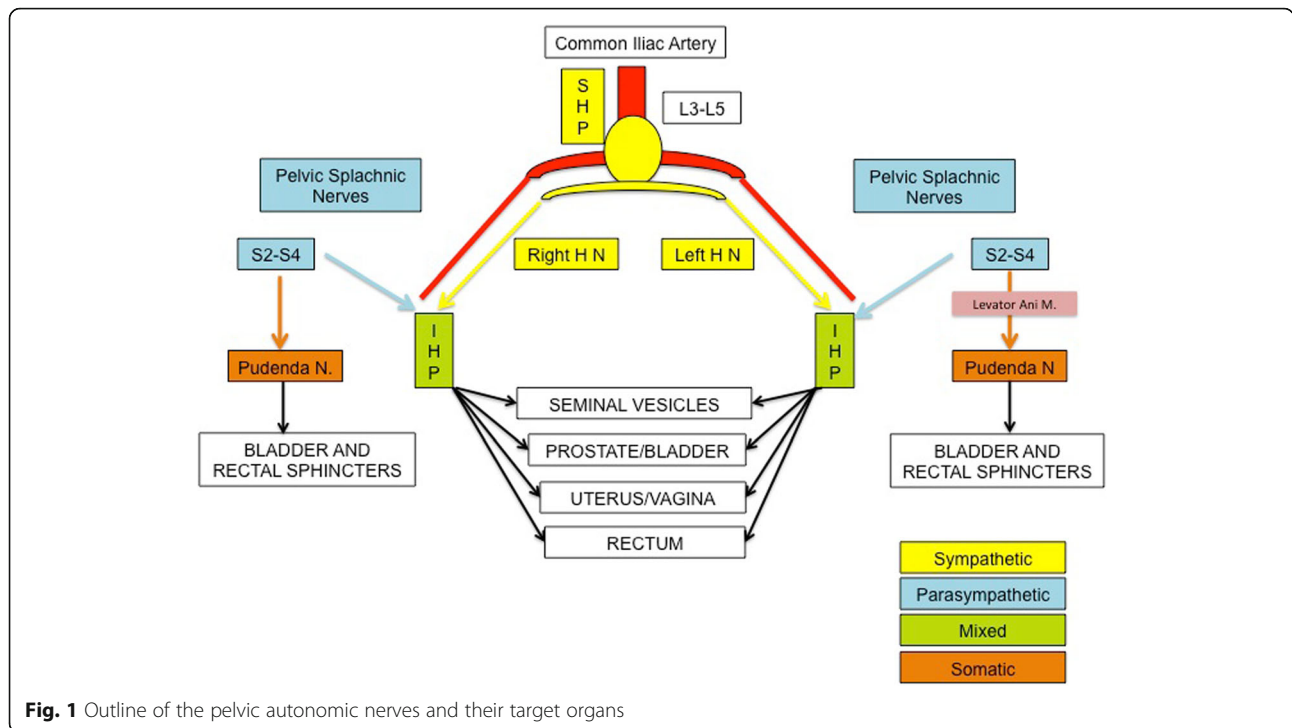 Common Iliac Artery
S
H
P
L3-L5
Pelvic Splachnic
Nerves
Pelvic Splachnic
Nerves
S2-S4
Right H N
Left H N
S2-S4
Levator Ani M.
I
H
P
I
H
P
Pudenda N.
Pudenda N
SEMINAL VESICLES
BLADDER AND
RECTAL SPHINCTERS
PROSTATE/BLADDER
BLADDER AND
RECTAL SPHINCTERS
UTERUS/VAGINA
RECTUM
Sympathetic
Parasympathetic
Mixed
Somatic
Fig. 1 Outline of the pelvic autonomic nerves and their target organs